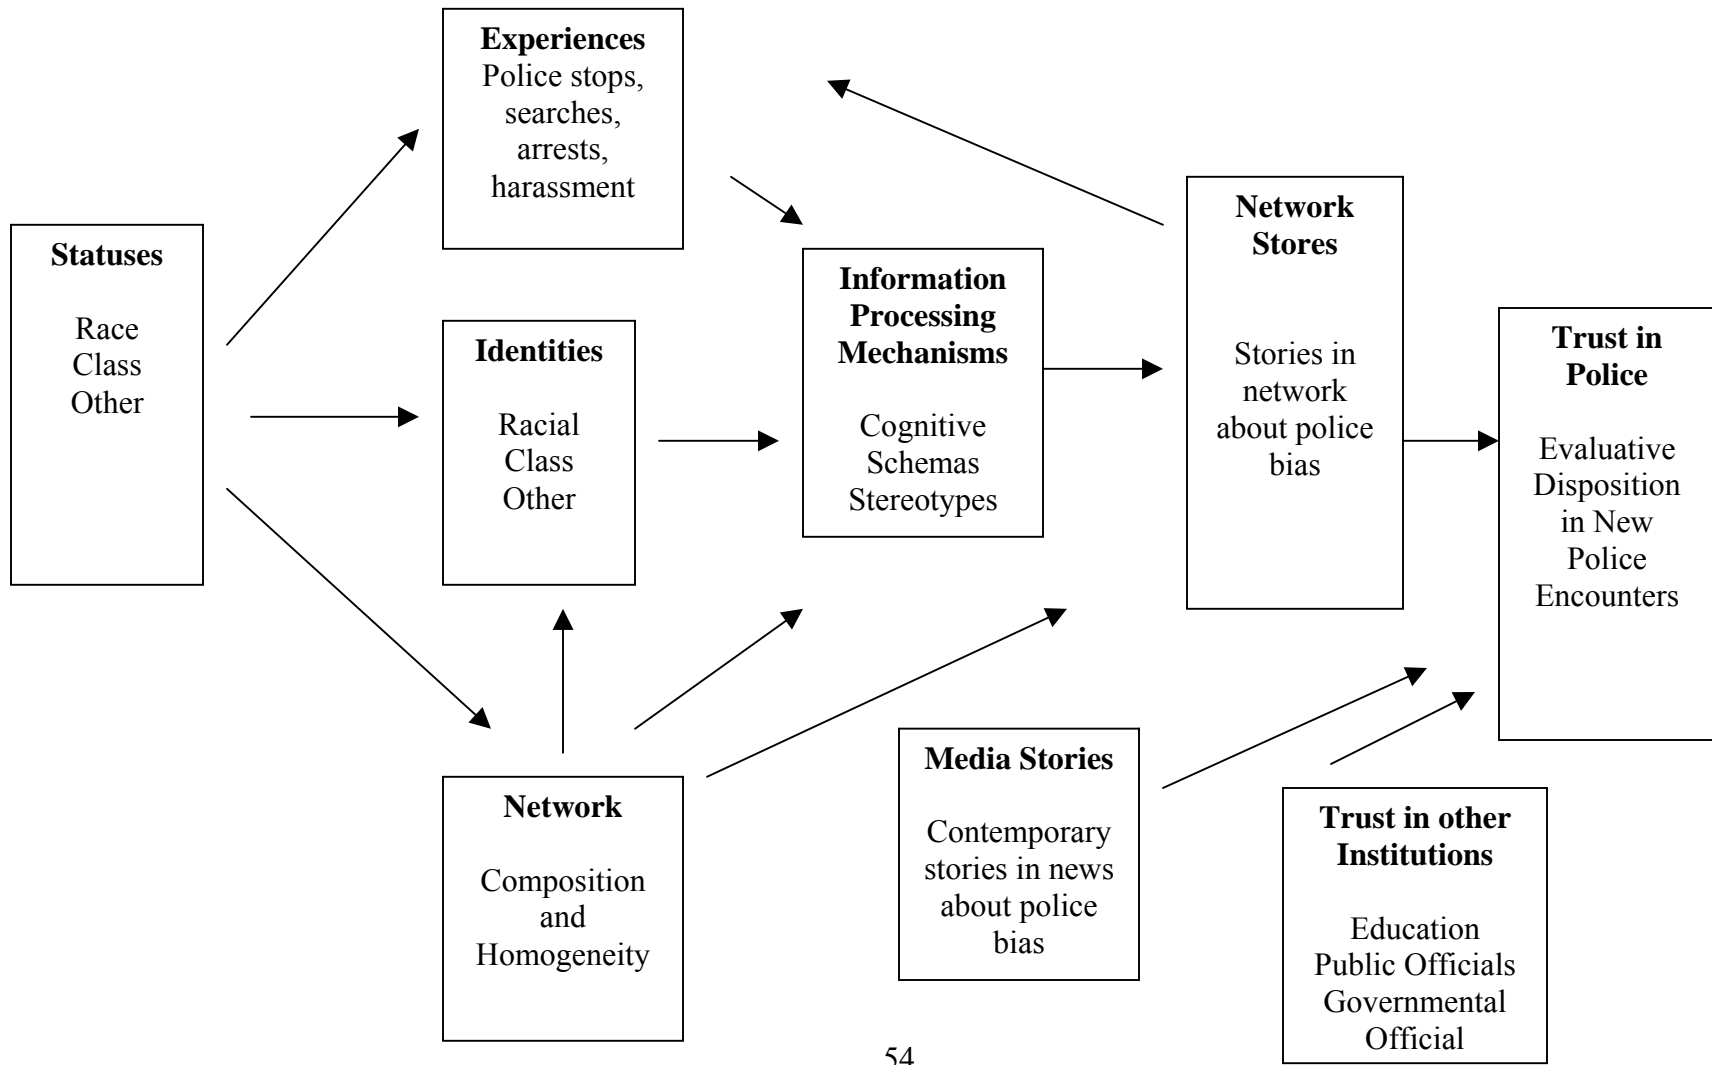 Experiences
Police stops,
searches,
arrests,
harassment
Statuses
Race
Class
Other
Identities
Racial
Class
Other
Information
Processing
Mechanisms
Cognitive
Schemas
Stereotypes
Network
Stores
Stories in
network
about police
bias
Trust in
Police
Evaluative
Disposition
in New
Police
Encounters
Network
Composition
and
Homogeneity
Media Stories
Contemporary
stories in news
about police
bias
Trust in other
Institutions
Education
Public Officials
Governmental
Official
54